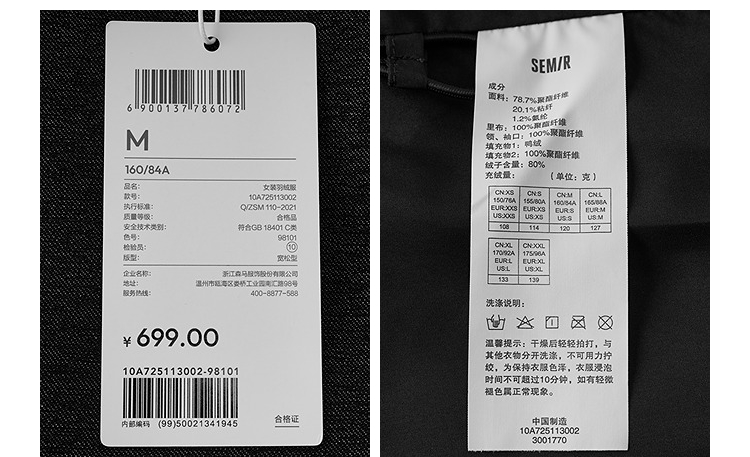 6 900137 786072
M
160/84A
品名: 女装羽绒服
款号: 10A725113002
执行标准: Q/ZSM 110-2021
质量等级: 合格品
安全技术类别: 符合GB 18401 C类
色号: 98101
检验员: 10
版型: 宽松型
企业名称: 浙江森马服饰股份有限公司
地址: 温州市瓯海区娄桥工业园南汇路98号
服务热线: 400-8877-588
¥ 699.00
10A725113002-98101
内部编码 (99)50021341945
合格证
SEMIR
成分
面料: 78.7%聚酯纤维
20.1%粘纤
1.2%氨纶
里布: 100%聚酯纤维
领、袖口: 100%聚酯纤维
填充物1: 鸭绒
填充物2: 100%聚酯纤维
绒子含量: 80%
充绒量: (单位: 克)
CN:XS CN:S CN:M CN:L
150/76A 155/80A 160/84A 165/88A
EUR:XXS EUR:XS EUR:S EUR:M
US:XXS US:XS US:S US:M
108 114 120 127
CN:XL CN:XXL
170/92A 175/96A
EUR:L EUR:XL
US:L US:XL
133 139
洗涤说明:
温馨提示: 干燥后轻轻拍打, 与
其他衣物分开洗涤, 不可用力拧
绞, 为保持衣服色泽, 衣服浸泡
时间不可超过10分钟, 如有轻微
褪色属正常现象。
中国制造
10A725113002
3001770